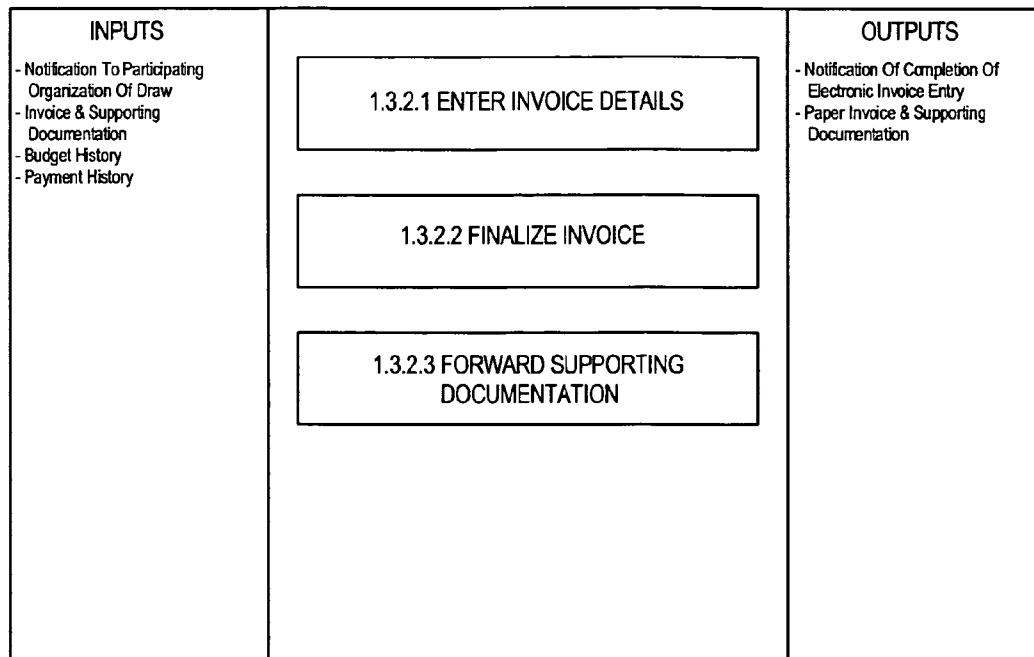 INPUTS
- Notification To Participating
Organization Of Draw
- Invoice & Supporting
Documentation
- Budget History
- Payment History
1.3.2.1 ENTER INVOICE DETAILS
1.3.2.2 FINALIZE INVOICE
1.3.2.3 FORWARD SUPPORTING
DOCUMENTATION
OUTPUTS
- Notification Of Completion Of
Electronic Invoice Entry
- Paper Invoice & Supporting
Documentation